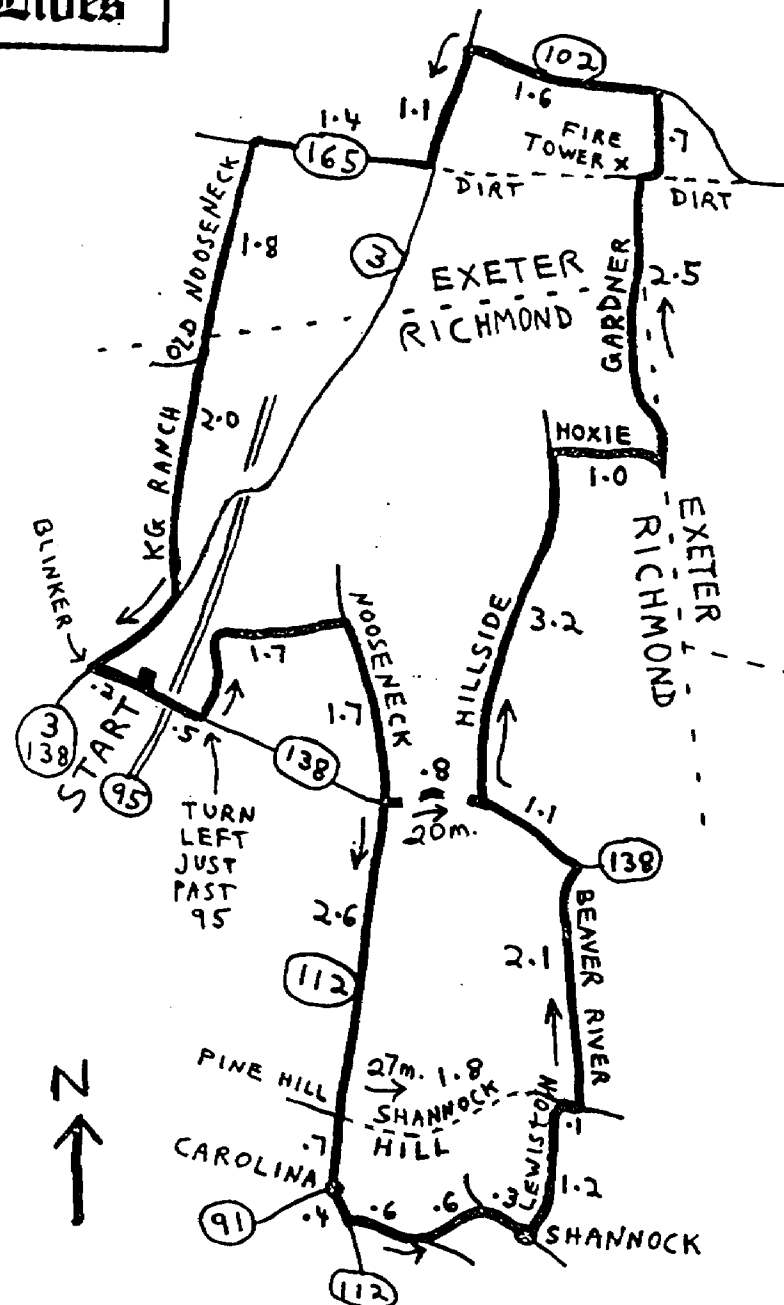 Lives
102
1.6
1.1
1.4
165
FIRE
TOWER X
.7
DIRT
DIRT
OLD NOOSENECK
1.8
3
EXETER
RICHMOND
GARDNER
2.5
KG RANCH
2.0
HOXIE
1.0
EXETER
RICHMOND
BLINKER
NOOSENECK
1.7
1.7
HILLSIDE
3.2
.2
START
.5
3
138
95
138
TURN
LEFT
JUST
PAST
95
.8
20m.
1.1
138
2.6
112
BEAVER RIVER
2.1
N
PINE HILL
27m. 1.8
SHANNOCK
HILL
.7
CAROLINA
LEWISTON
.1
1.2
91
.4
.6
.6
.3
SHANNOCK
112